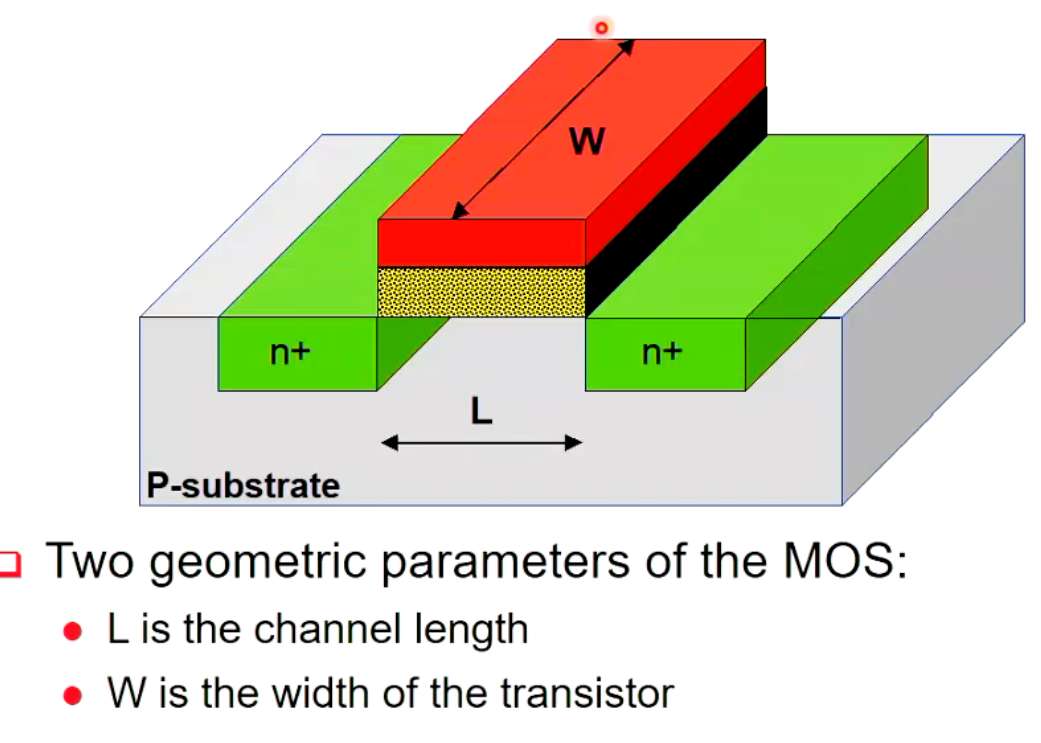 W
n+
n+
L
P-substrate
Two geometric parameters of the MOS:
L is the channel length
W is the width of the transistor